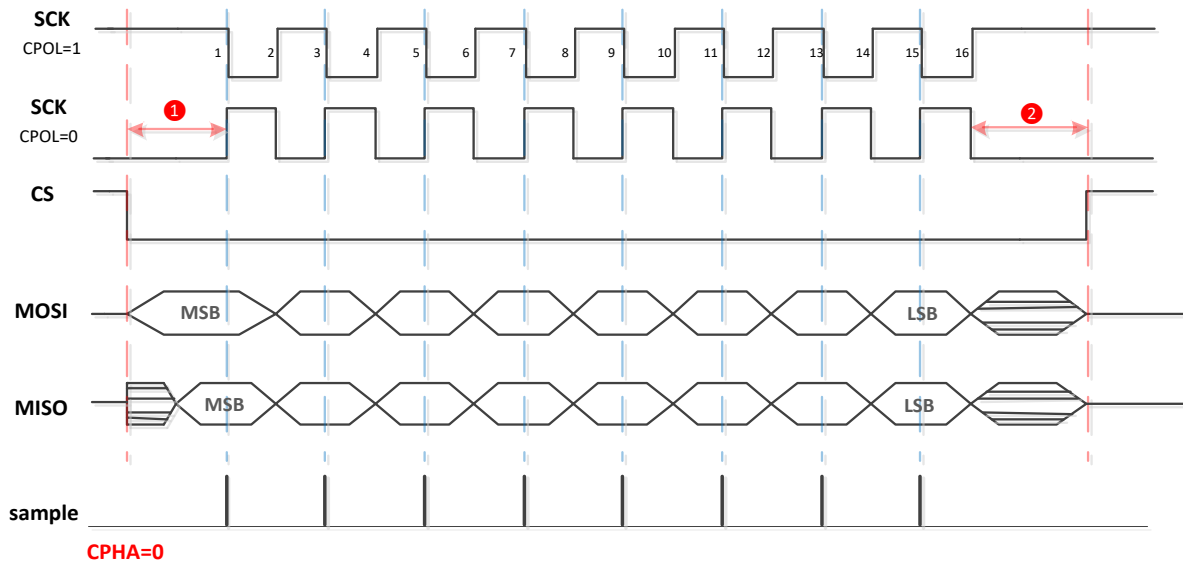 SCK
CPOL=1
1 2 3 4 5 6 7 8 9 10 11 12 13 14 15 16
SCK
CPOL=0
1
2
CS
MOSI
MSB
LSB
MISO
MSB
LSB
sample
CPHA=0